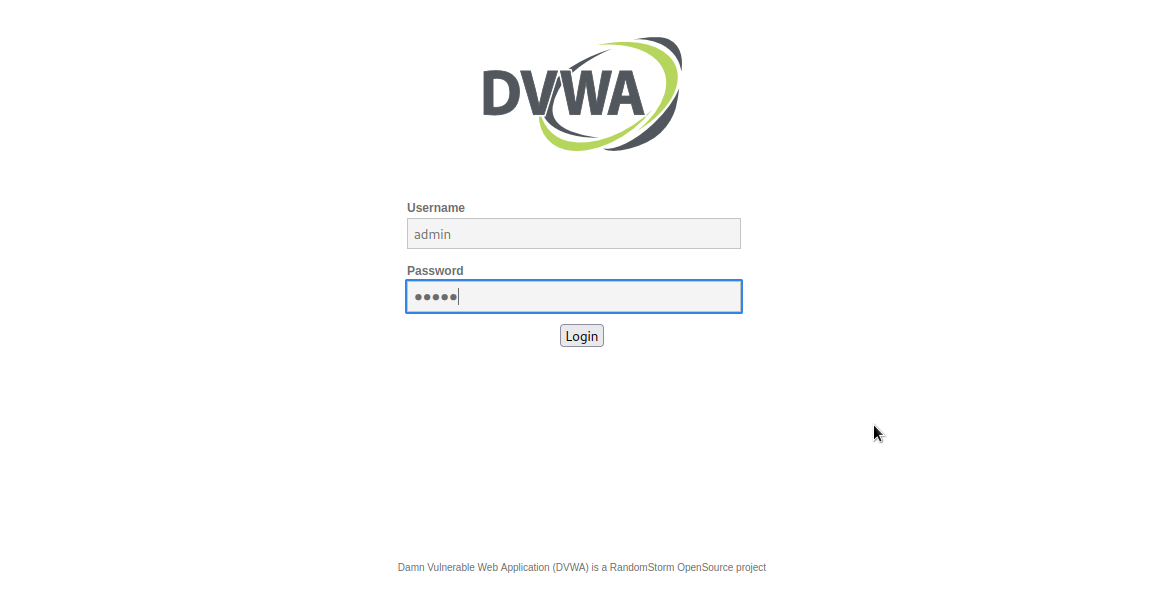 DVWA
Username
admin
Password
●●●●●
Login
Damn Vulnerable Web Application (DVWA) is a RandomStorm OpenSource project